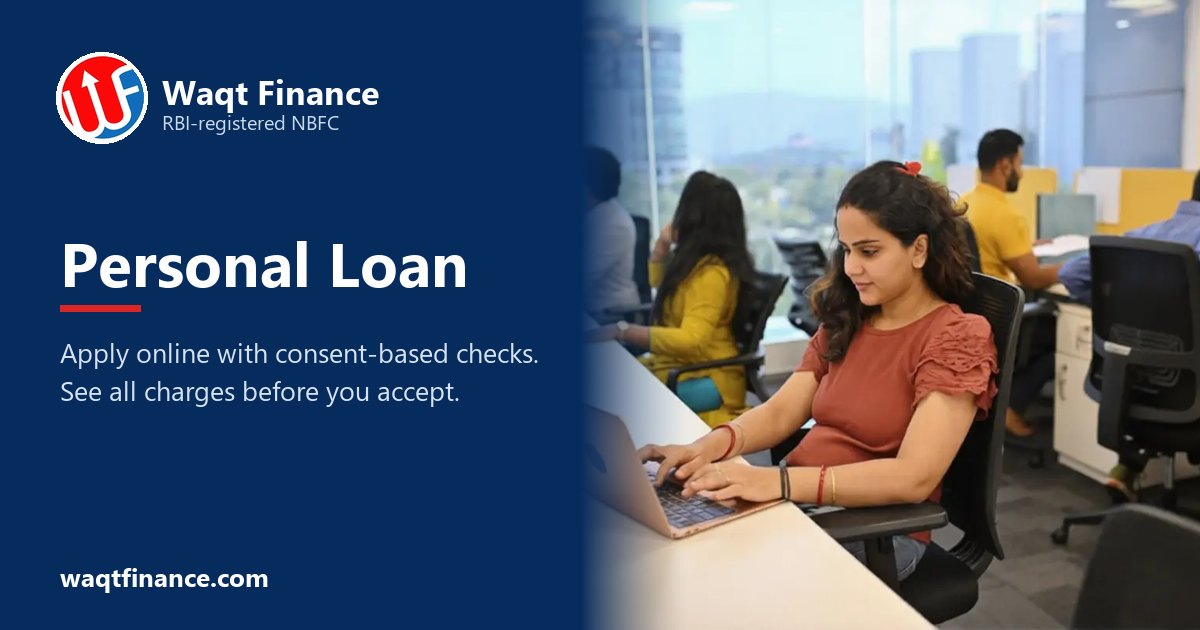 Waqt Finance
RBI-registered NBFC
Personal Loan
Apply online with consent-based checks.
See all charges before you accept.
waqtfinance.com